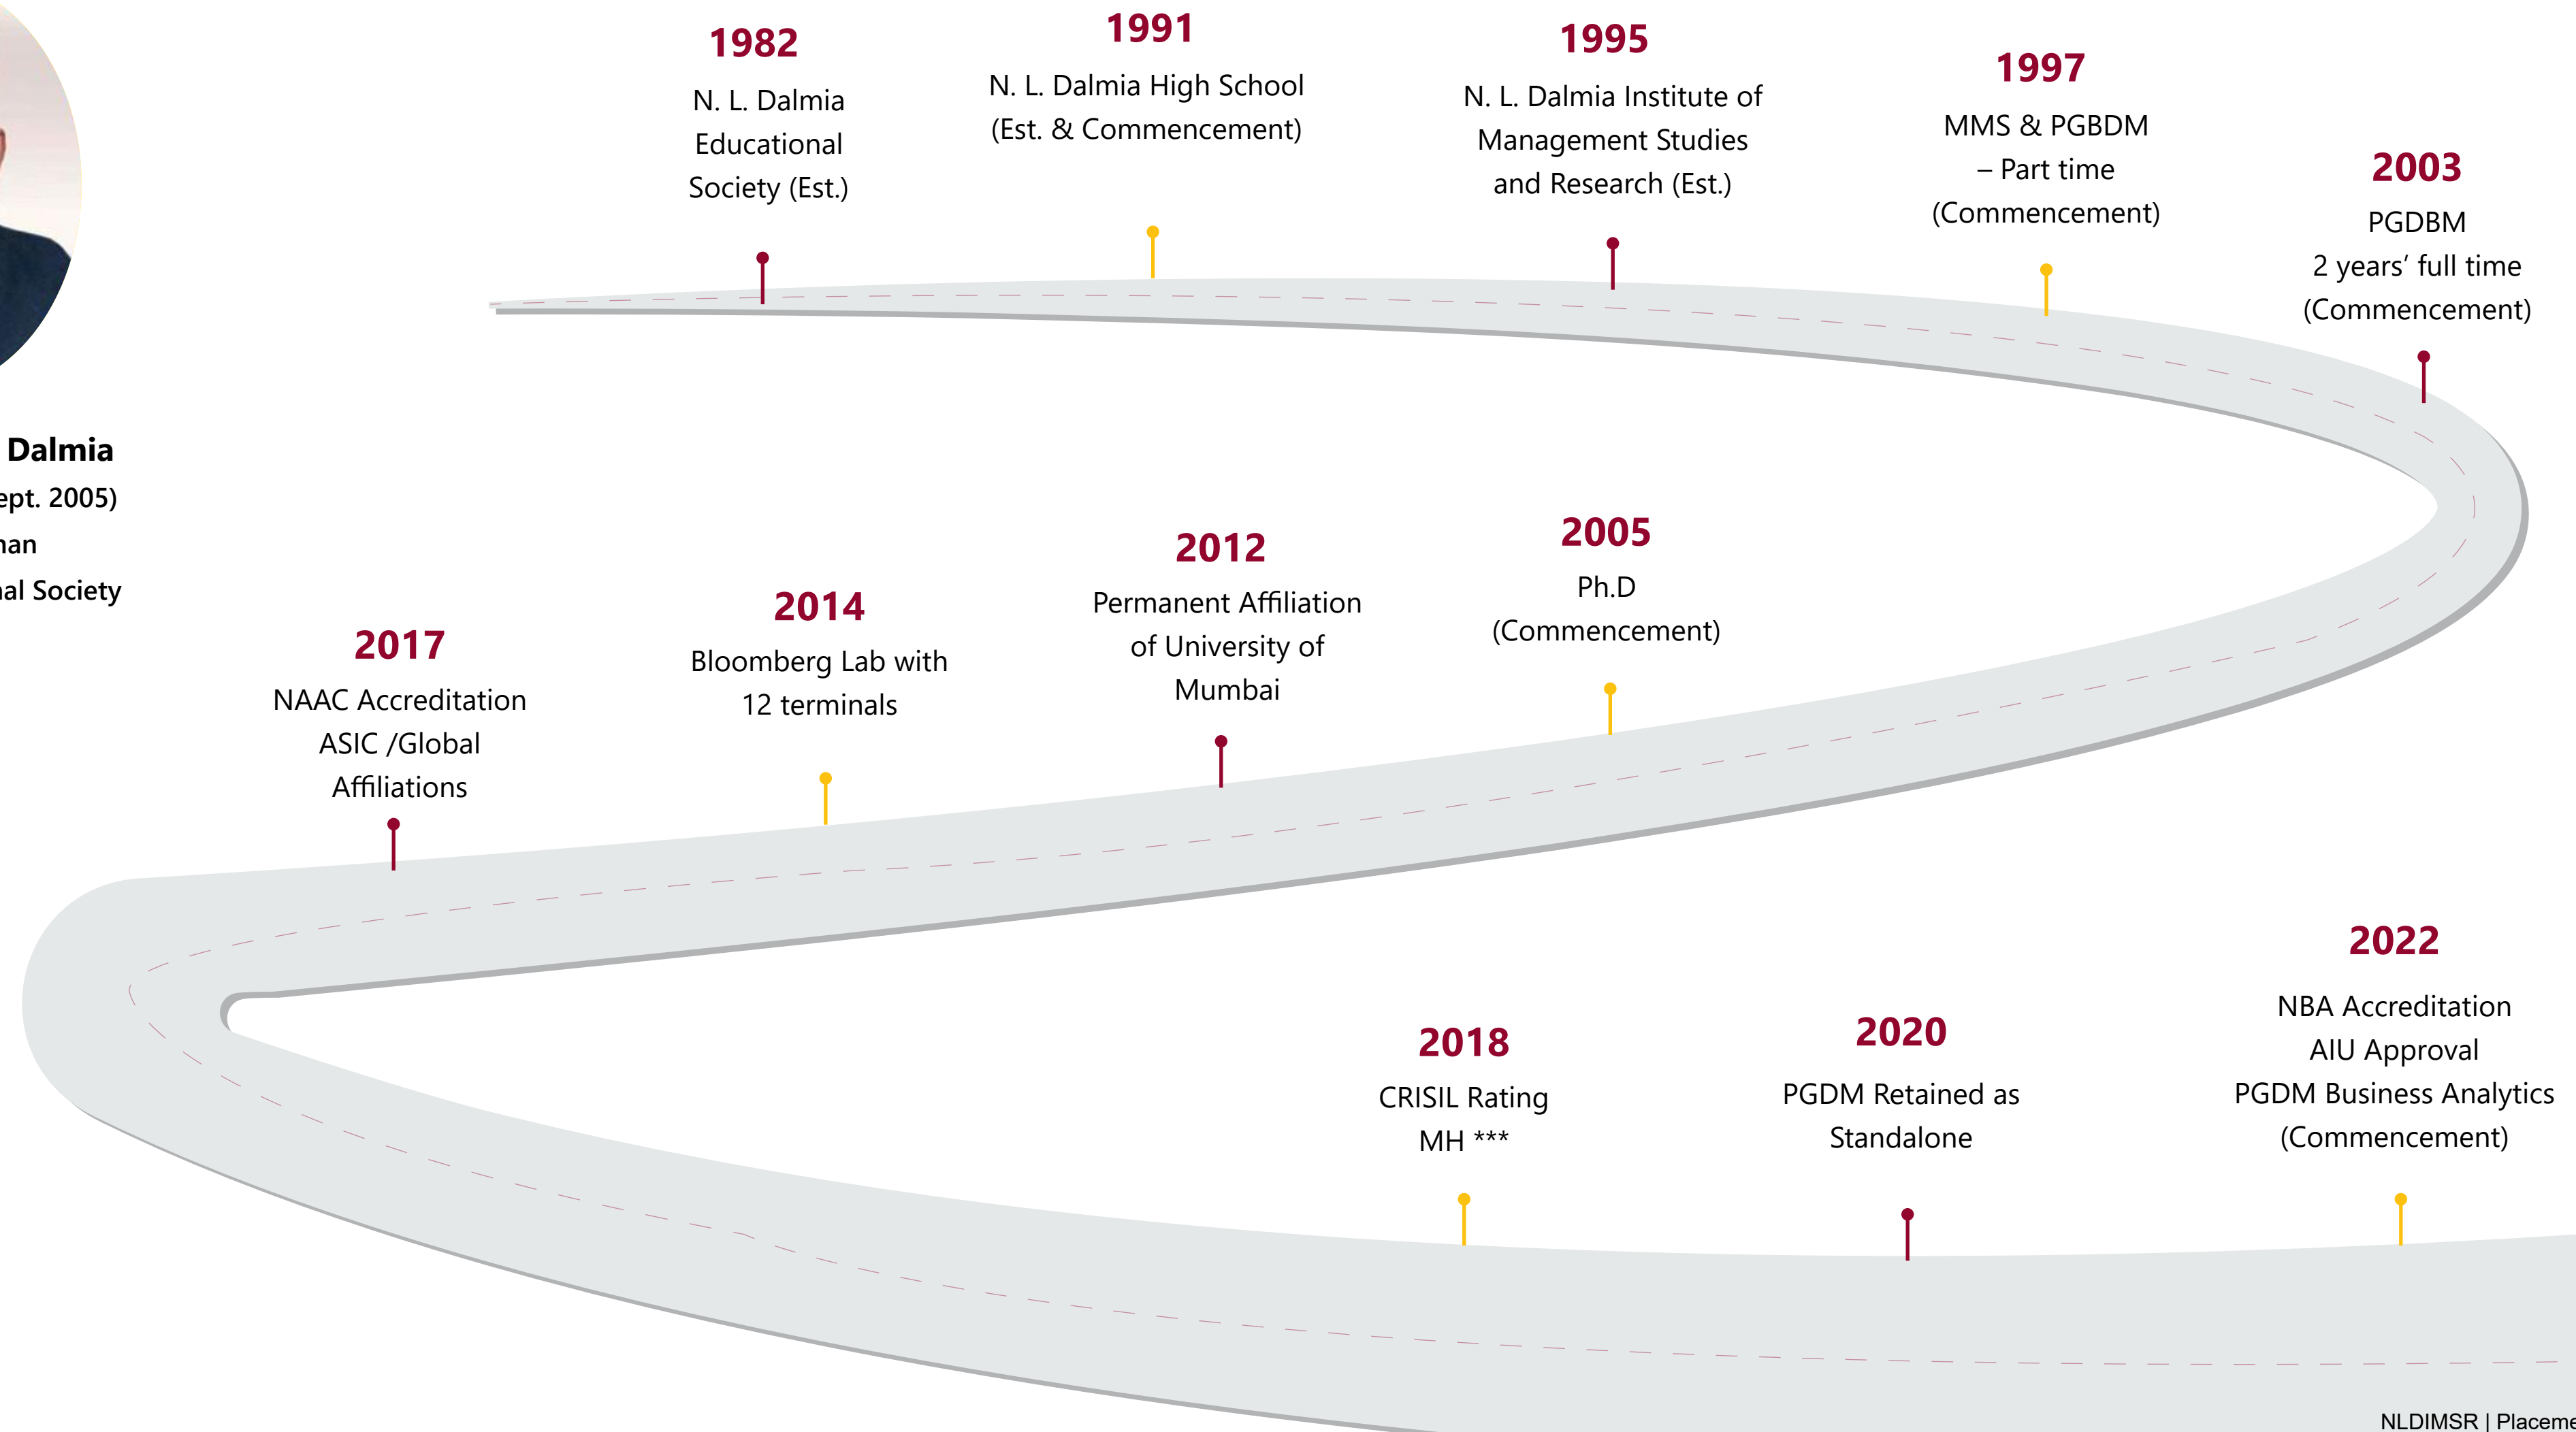 1982
N. L. Dalmia
Educational
Society (Est.)
1991
N. L. Dalmia High School
(Est. & Commencement)
1995
N. L. Dalmia Institute of
Management Studies
and Research (Est.)
1997
MMS & PGBDM
– Part time
(Commencement)
2003
PGDBM
2 years’ full time
(Commencement)
Dalmia
ept. 2005)
nan
nal Society
2005
Ph.D
(Commencement)
2012
Permanent Affiliation
of University of
Mumbai
2014
Bloomberg Lab with
12 terminals
2017
NAAC Accreditation
ASIC /Global
Affiliations
2018
CRISIL Rating
MH ***
2020
PGDM Retained as
Standalone
2022
NBA Accreditation
AIU Approval
PGDM Business Analytics
(Commencement)
NLDIMSR | Placeme